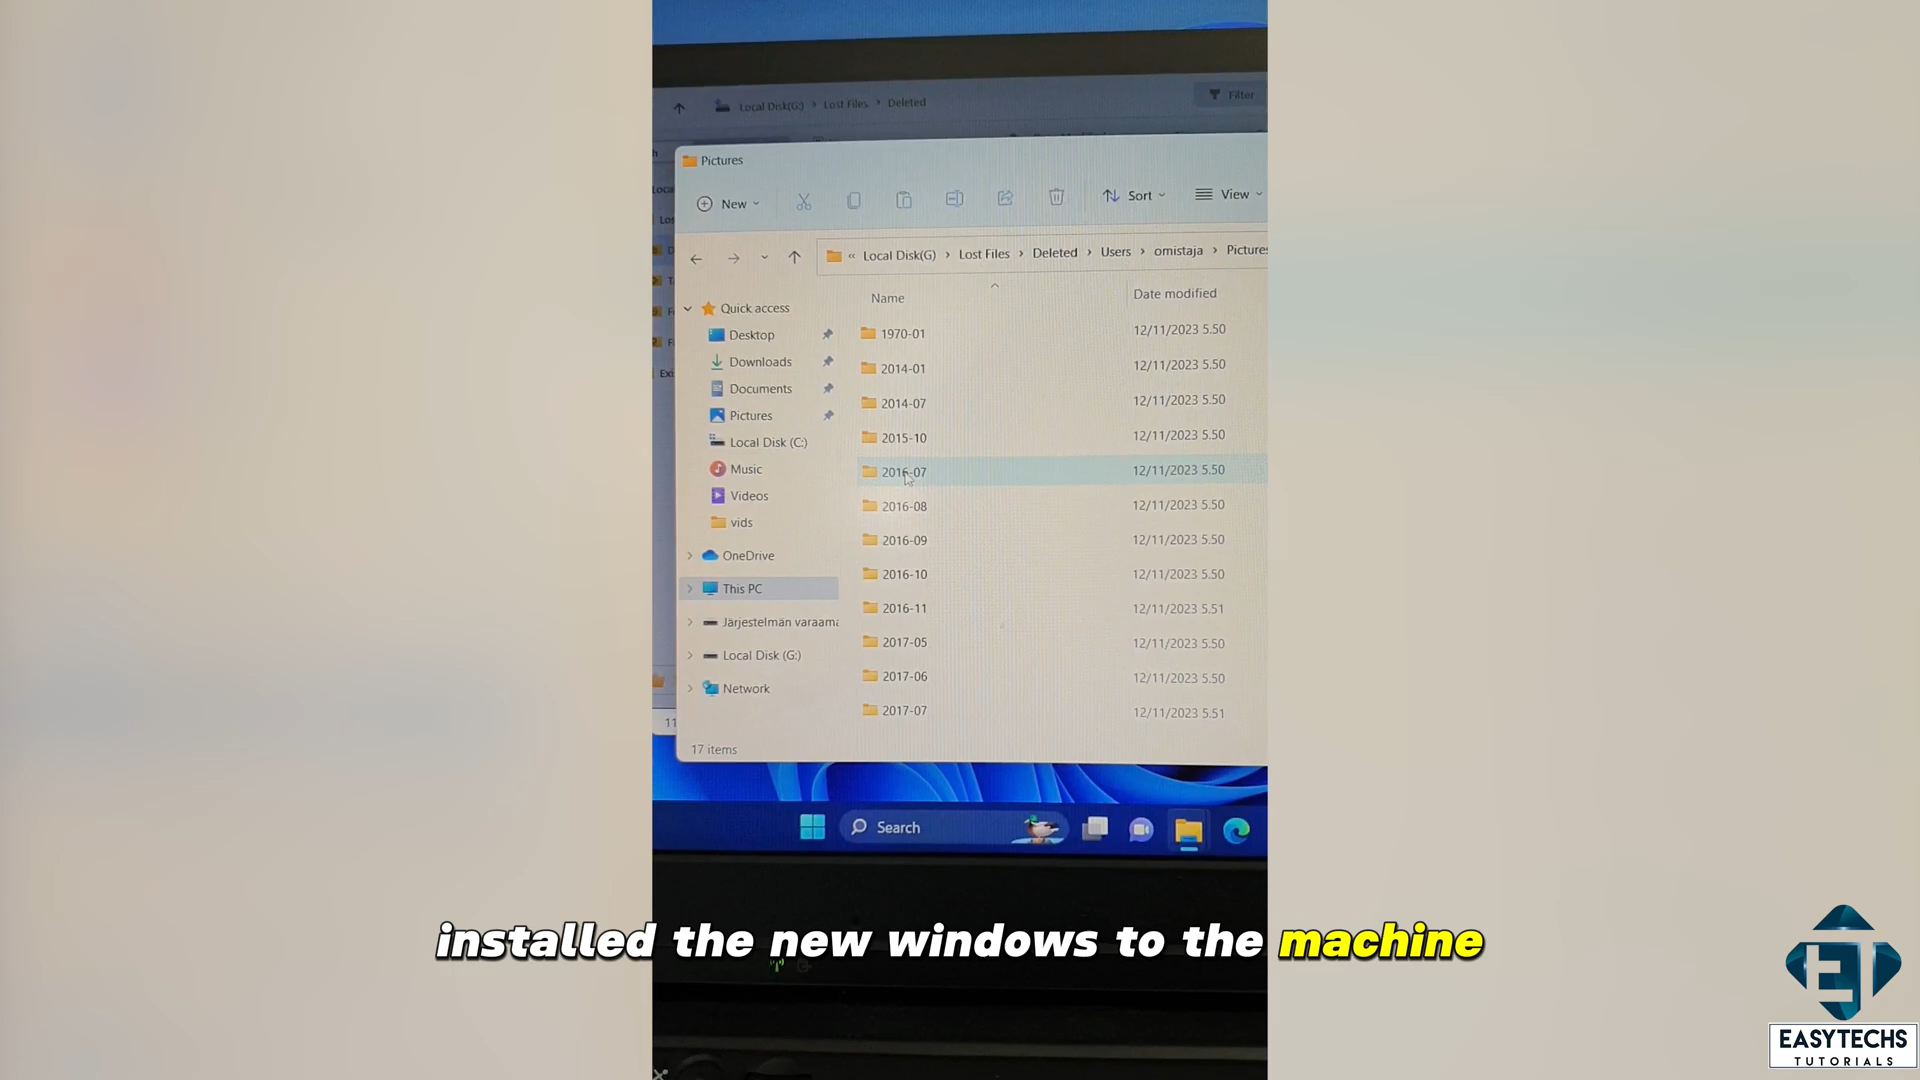 Local Disk(G:) > Lost Files > Deleted
Filter
Pictures
New
Sort
View
« Local Disk(G) > Lost Files > Deleted > Users > omistaja > Pictures
Name
Date modified
Quick access
Desktop
Downloads
Documents
Pictures
Local Disk (C:)
Music
Videos
vids
OneDrive
This PC
Järjestelmän varaama
Local Disk (G:)
Network
1970-01 12/11/2023 5.50
2014-01 12/11/2023 5.50
2014-07 12/11/2023 5.50
2015-10 12/11/2023 5.50
2016-07 12/11/2023 5.50
2016-08 12/11/2023 5.50
2016-09 12/11/2023 5.50
2016-10 12/11/2023 5.50
2016-11 12/11/2023 5.51
2017-05 12/11/2023 5.50
2017-06 12/11/2023 5.50
2017-07 12/11/2023 5.51
17 items
Search
installed the new windows to the machine
EASYTECHS
TUTORIALS